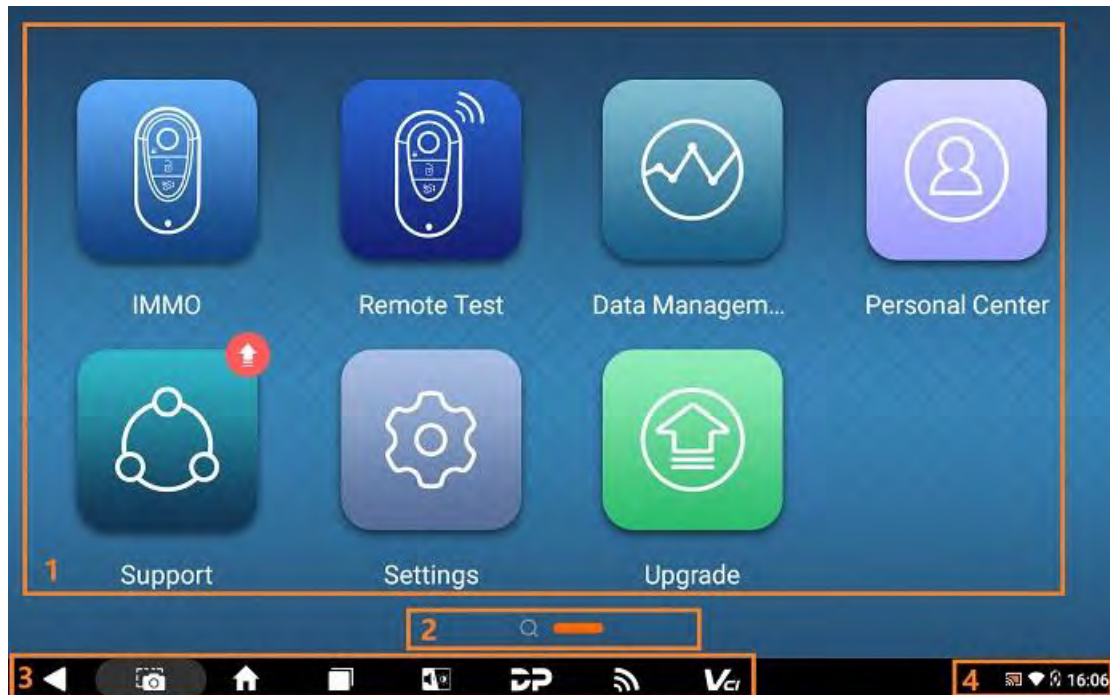 IMMO
Remote Test
Data Managem...
Personal Center
Support
Settings
Upgrade
1
2
3
DP
VCI
4
16:06